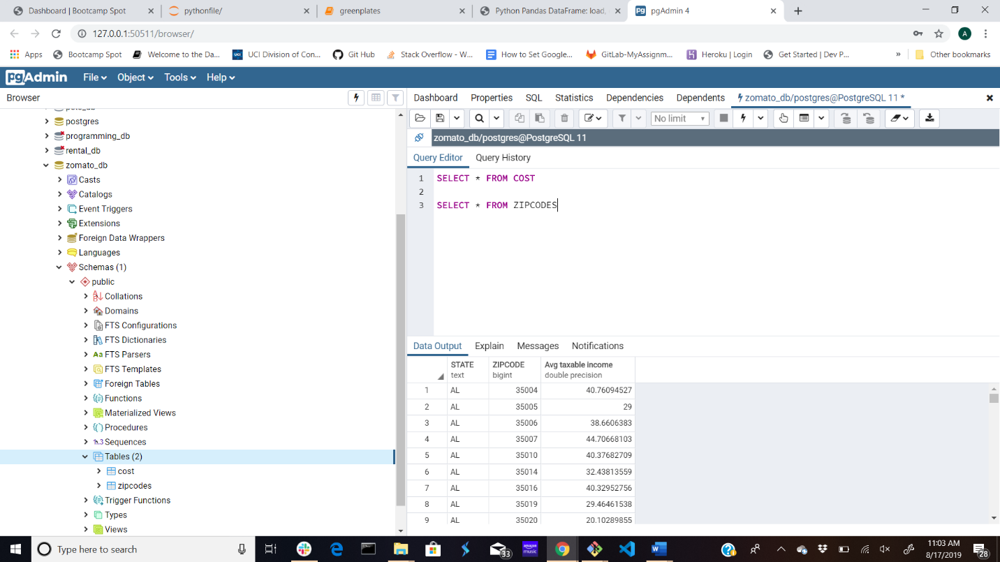 Dashboard | Bootcamp Spot
pythonfile/
greenplates
Python Pandas DataFrame: load,
pgAdmin 4
127.0.0.1:50511/browser/
A
Apps
Bootcamp Spot
Welcome to the Da...
UCI
UCI Division of Con...
Git Hub
Stack Overflow - W...
How to Set Google...
GitLab-MyAssignm...
Heroku | Login
Get Started | Dev P...
»
Other bookmarks
pgAdmin
File
Object
Tools
Help
Browser
Dashboard
Properties
SQL
Statistics
Dependencies
Dependents
zomato_db/postgres@PostgreSQL 11 *
postgres
programming_db
rental_db
zomato_db
Casts
Catalogs
Event Triggers
Extensions
Foreign Data Wrappers
Languages
Schemas (1)
public
Collations
Domains
FTS Configurations
FTS Dictionaries
Aa FTS Parsers
FTS Templates
Foreign Tables
Functions
Materialized Views
Procedures
1..3 Sequences
Tables (2)
cost
zipcodes
Trigger Functions
Types
Views
No limit
zomato_db/postgres@PostgreSQL 11
Query Editor
Query History
1 SELECT * FROM COST
2
3 SELECT * FROM ZIPCODES
Data Output
Explain
Messages
Notifications
STATE ZIPCODE Avg taxable income
text bigint double precision
1 AL 35004 40.76094527
2 AL 35005 29
3 AL 35006 38.6606383
4 AL 35007 44.70668103
5 AL 35010 40.37682709
6 AL 35014 32.43813559
7 AL 35016 40.32952756
8 AL 35019 29.46461538
9 AL 35020 20.10289855
Type here to search
33
amazon music
11:03 AM
8/17/2019
28